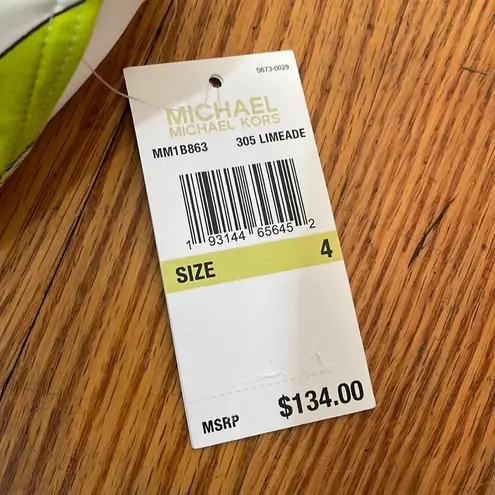 S673-0029
MICHAEL
MICHAEL KORS
MM1B863 305 LIMEADE
1 93144 65645 2
SIZE 4
MSRP $134.00